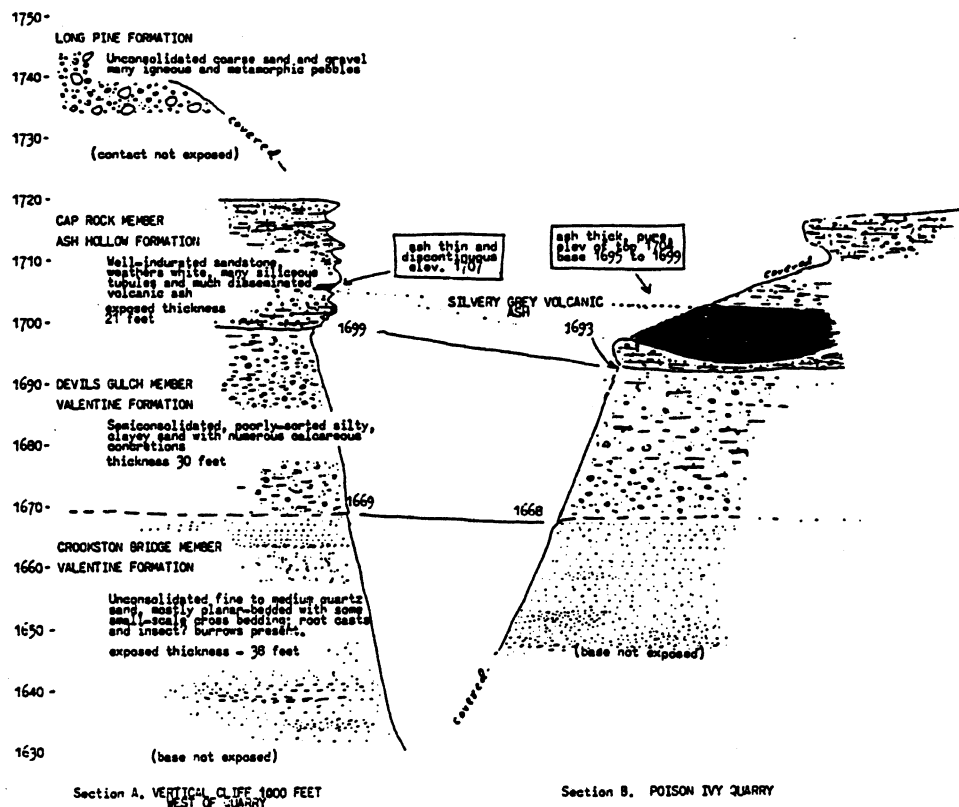 1750-
LONG PINE FORMATION
Unconsolidated coarse sand and gravel
many igneous and metamorphic pebbles
1740-
covered
1730-
(contact not exposed)
1720-
CAP ROCK MEMBER
ASH HOLLOW FORMATION
Well-indurated sandstone,
weathers white, many siliceous
tubules and much disseminated
volcanic ash
exposed thickness
21 feet
1710-
ash thin and
discontinuous
elev. 1707
ash thick, pure
elev of top 1704
base 1695 to 1699
covered
SILVERY GREY VOLCANIC
ASH
1700-
1699
1693
1690-
DEVILS GULCH MEMBER
VALENTINE FORMATION
Semiconsolidated, poorly-sorted silty,
clayey sand with numerous calcareous
concretions
thickness 30 feet
1680-
1670-
1669
1668
CROOKSTON BRIDGE MEMBER
1660-
VALENTINE FORMATION
Unconsolidated fine to medium quartz
sand, mostly planar-bedded with some
small-scale cross bedding; root casts
and insect? burrows present.
exposed thickness - 38 feet
1650-
(base not exposed)
1640-
covered
1630
(base not exposed)
Section A. VERTICAL CLIFF 1000 FEET
WEST OF QUARRY
Section B. POISON IVY QUARRY